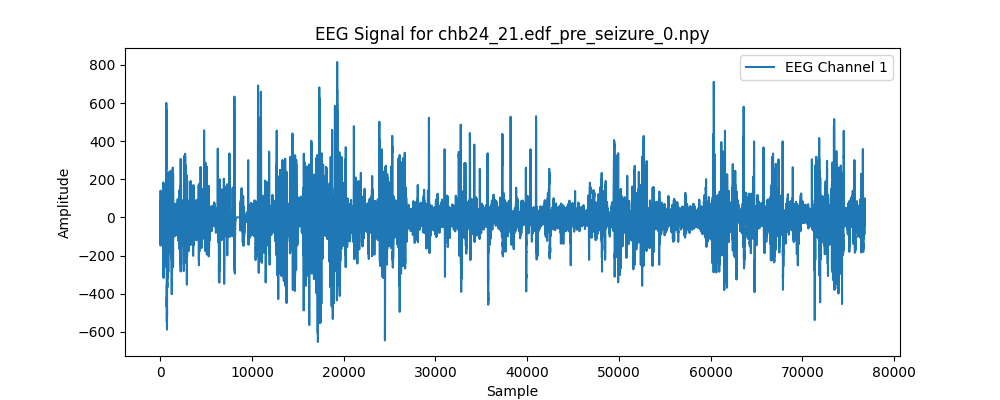 EEG Signal for chb24_21.edf_pre_seizure_0.npy
EEG Channel 1
800
600
400
200
0
−200
−400
−600
Amplitude
0 10000 20000 30000 40000 50000 60000 70000 80000
Sample